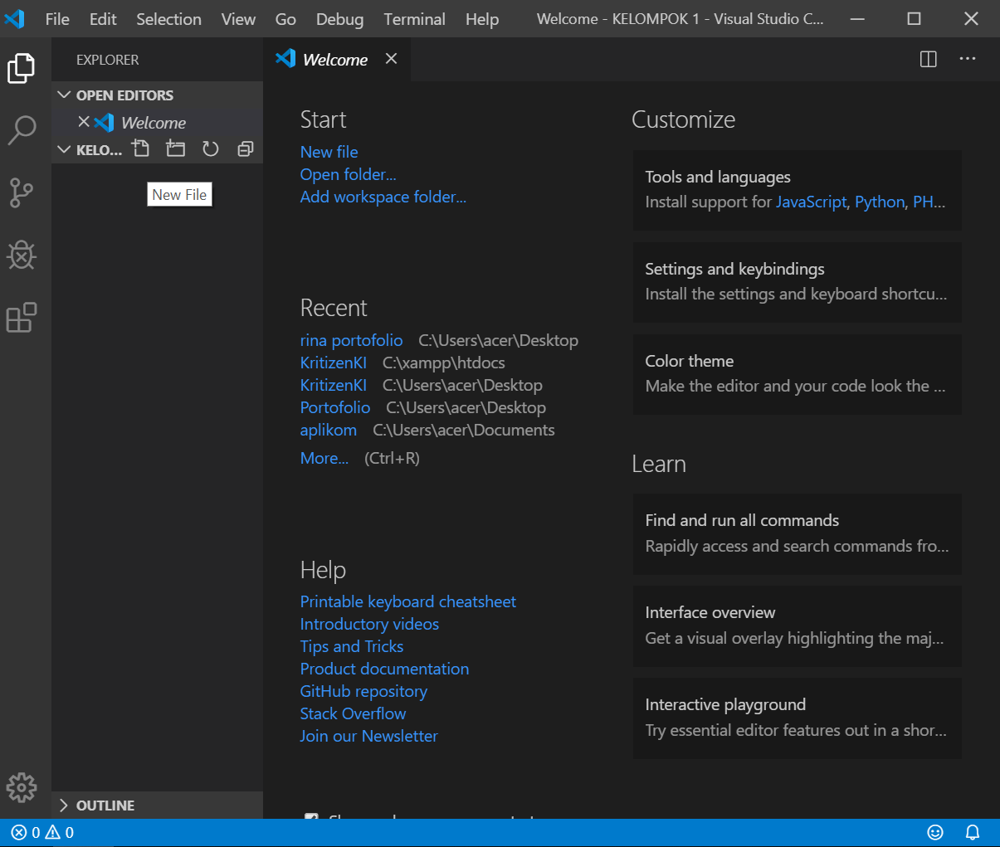 File Edit Selection View Go Debug Terminal Help Welcome - KELOMPOK 1 - Visual Studio C...
EXPLORER
OPEN EDITORS
Welcome
KELO...
New File
OUTLINE
Welcome
Start
New file
Open folder...
Add workspace folder...
Recent
rina portofolio C:\Users\acer\Desktop
KritizenKI C:\xampp\htdocs
KritizenKI C:\Users\acer\Desktop
Portofolio C:\Users\acer\Desktop
aplikom C:\Users\acer\Documents
More... (Ctrl+R)
Help
Printable keyboard cheatsheet
Introductory videos
Tips and Tricks
Product documentation
GitHub repository
Stack Overflow
Join our Newsletter
Customize
Tools and languages
Install support for JavaScript, Python, PH...
Settings and keybindings
Install the settings and keyboard shortcu...
Color theme
Make the editor and your code look the ...
Learn
Find and run all commands
Rapidly access and search commands fro...
Interface overview
Get a visual overlay highlighting the maj...
Interactive playground
Try essential editor features out in a shor...
0 0